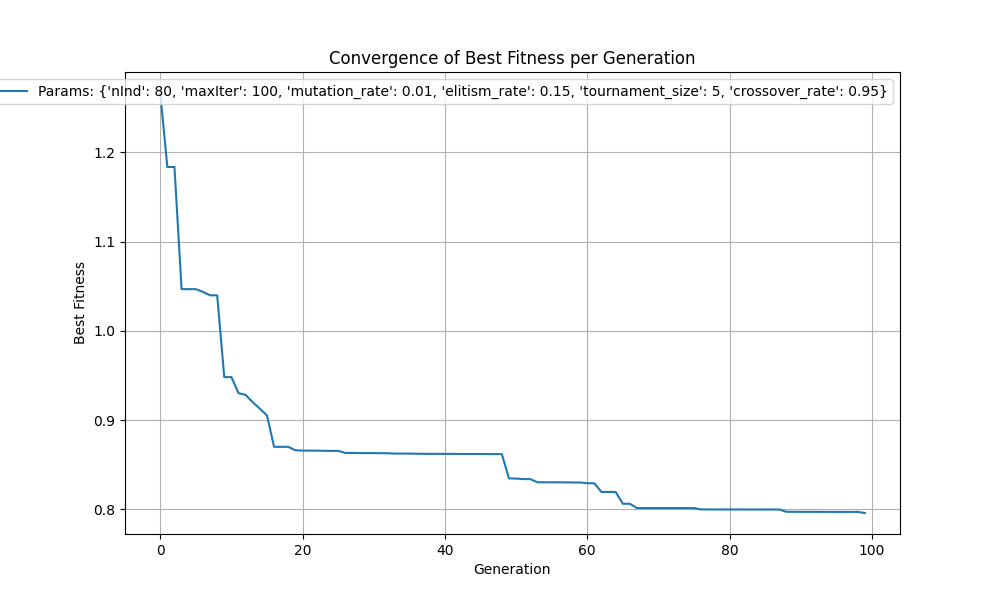 Convergence of Best Fitness per Generation
Params: {'nInd': 80, 'maxIter': 100, 'mutation_rate': 0.01, 'elitism_rate': 0.15, 'tournament_size': 5, 'crossover_rate': 0.95}
1.2
1.1
1.0
0.9
0.8
Best Fitness
0 20 40 60 80 100
Generation